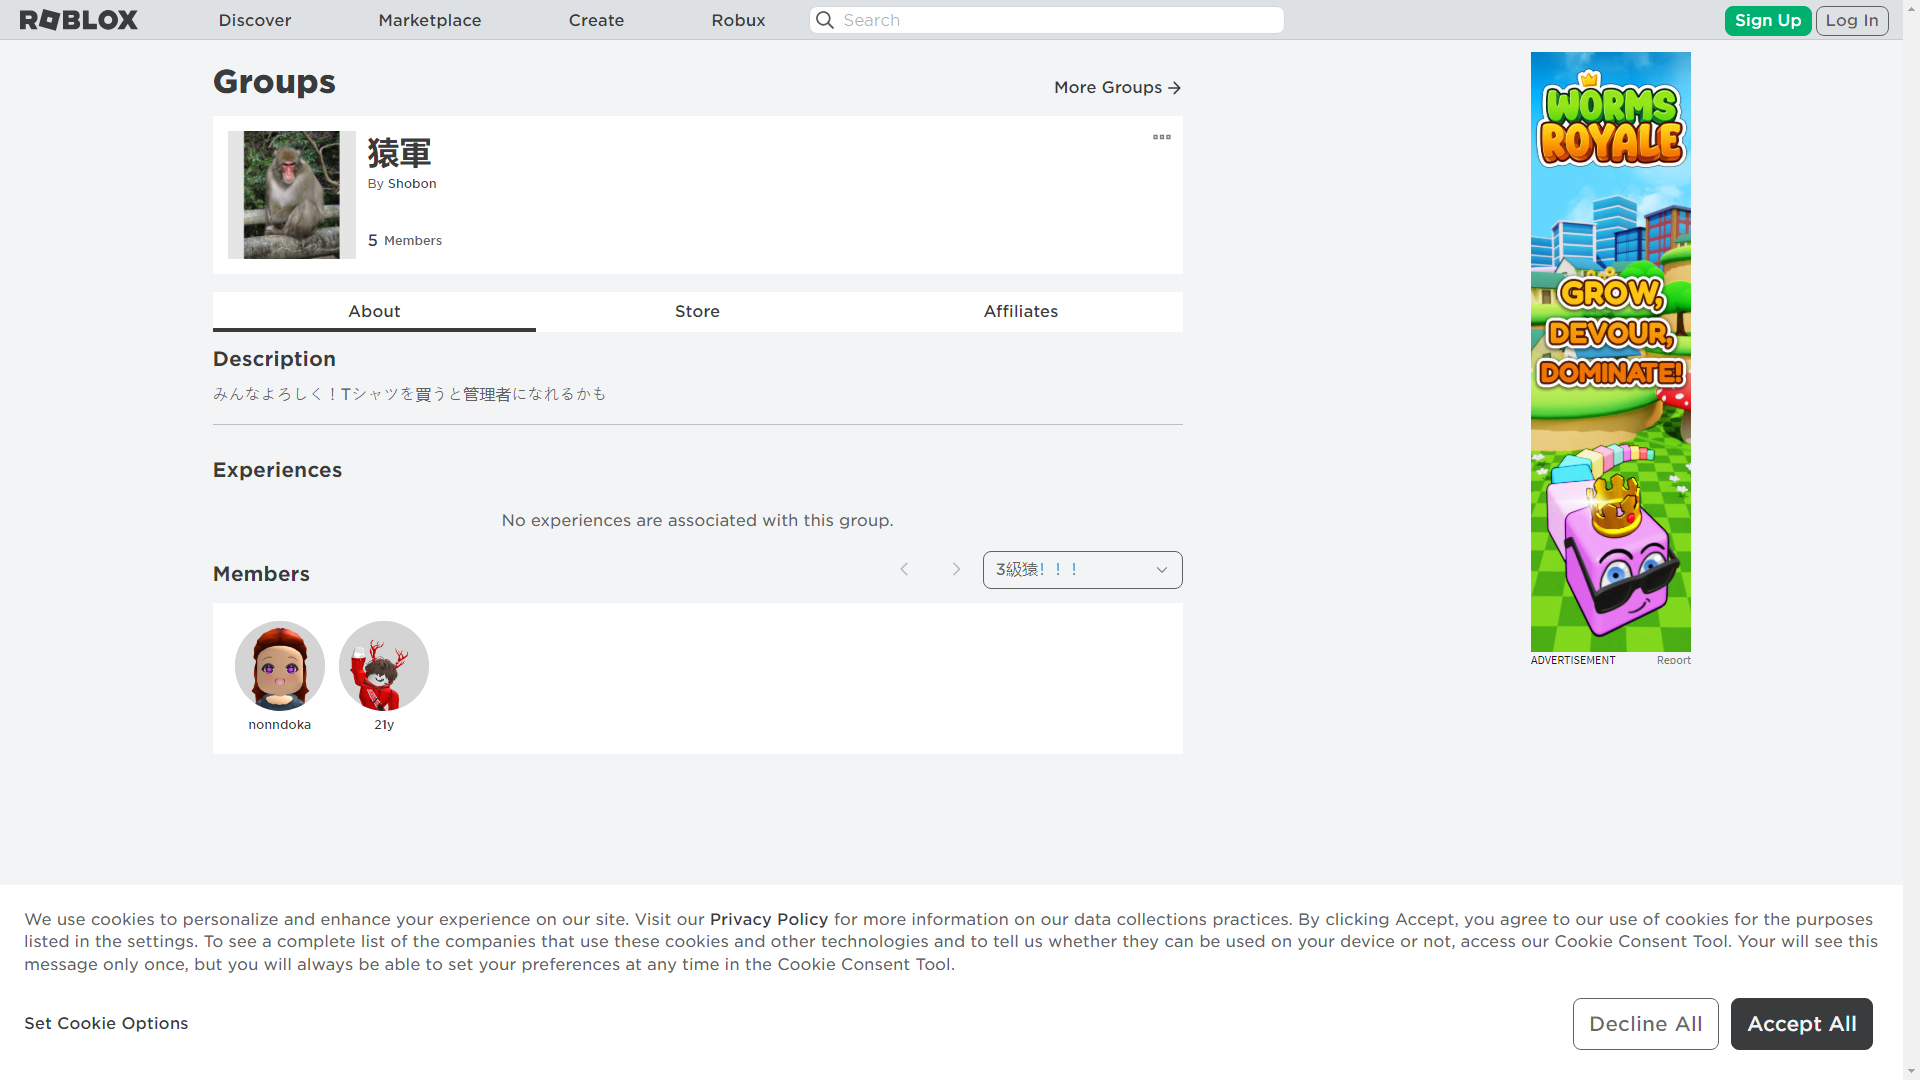 ROBLOX
Discover
Marketplace
Create
Robux
Search
Sign Up
Log In
Groups
More Groups
猿軍
By Shobon
5 Members
About
Store
Affiliates
Description
みんなよろしく！Tシャツを買うと管理者になれるかも
Experiences
No experiences are associated with this group.
Members
3級猿！！！
nonndoka
21y
WORMS
ROYALE
GROW,
DEVOUR,
DOMINATE!
ADVERTISEMENT
Report
We use cookies to personalize and enhance your experience on our site. Visit our Privacy Policy for more information on our data collections practices. By clicking Accept, you agree to our use of cookies for the purposes
listed in the settings. To see a complete list of the companies that use these cookies and other technologies and to tell us whether they can be used on your device or not, access our Cookie Consent Tool. Your will see this
message only once, but you will always be able to set your preferences at any time in the Cookie Consent Tool.
Set Cookie Options
Decline All
Accept All